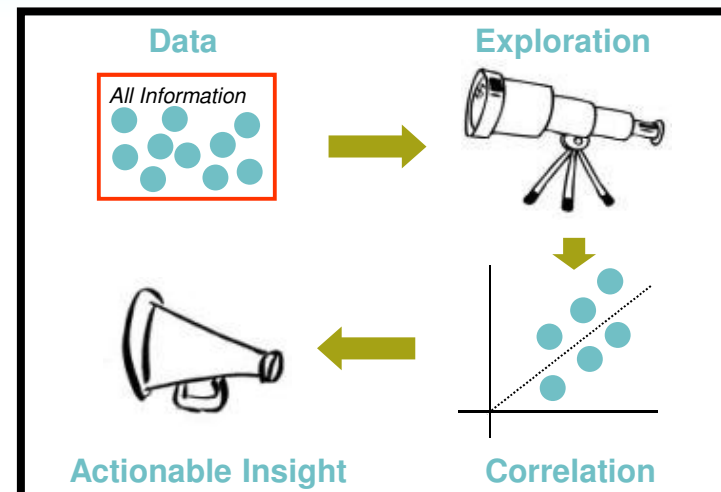 Data
Exploration
All Information
Actionable Insight
Correlation